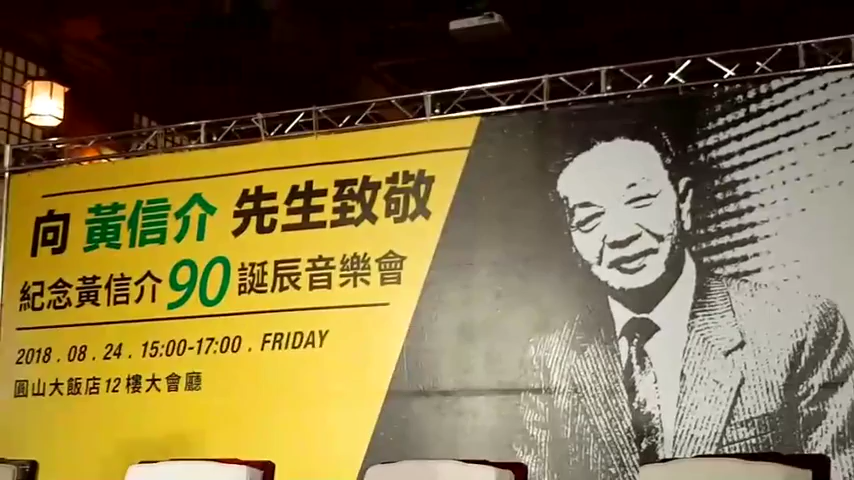 向 黃信介 先生致敬
紀念黃信介90誕辰音樂會
2018 . 08 . 24 . 15:00-17:00 . FRIDAY
圓山大飯店12樓大會廳